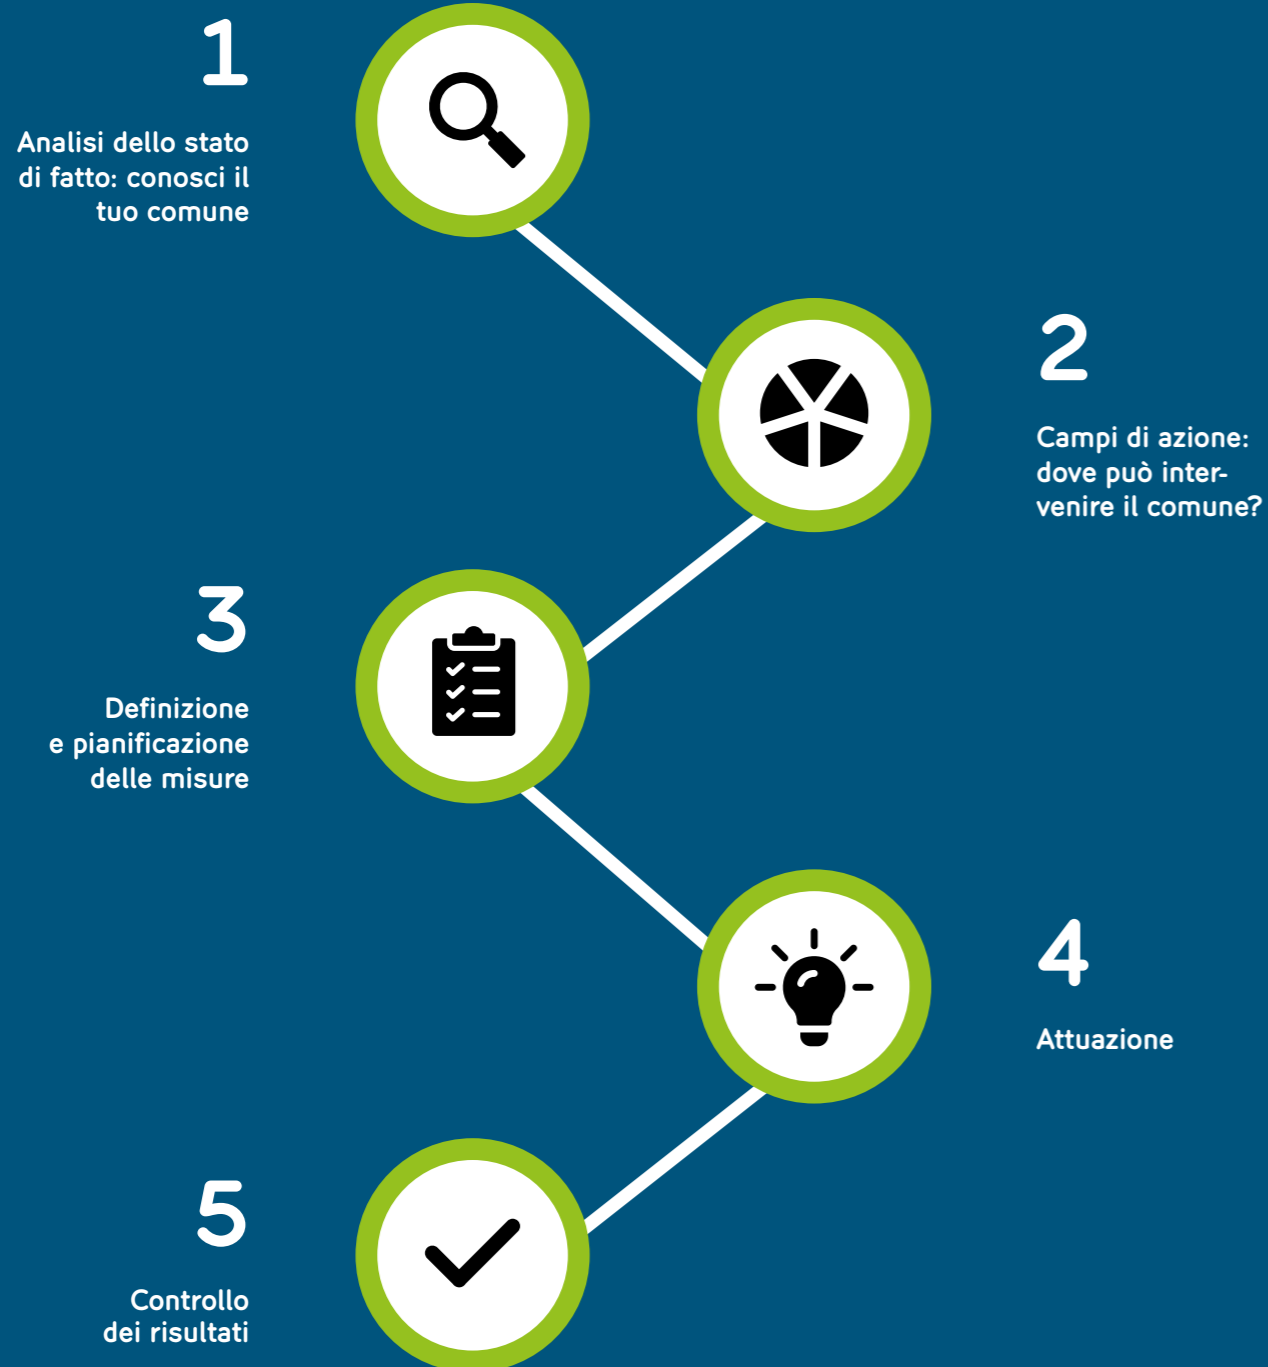 1
Analisi dello stato
di fatto: conosci il
tuo comune
2
Campi di azione:
dove può inter-
venire il comune?
3
Definizione
e pianificazione
delle misure
4
Attuazione
5
Controllo
dei risultati